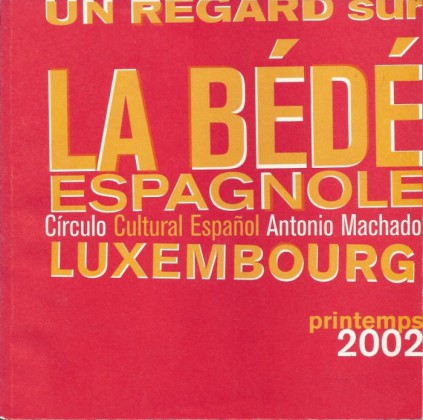 UN REGARD sur
LA BÉDÉ
ESPAGNOLE
Círculo Cultural Español Antonio Machado
LUXEMBOURG
printemps
2002